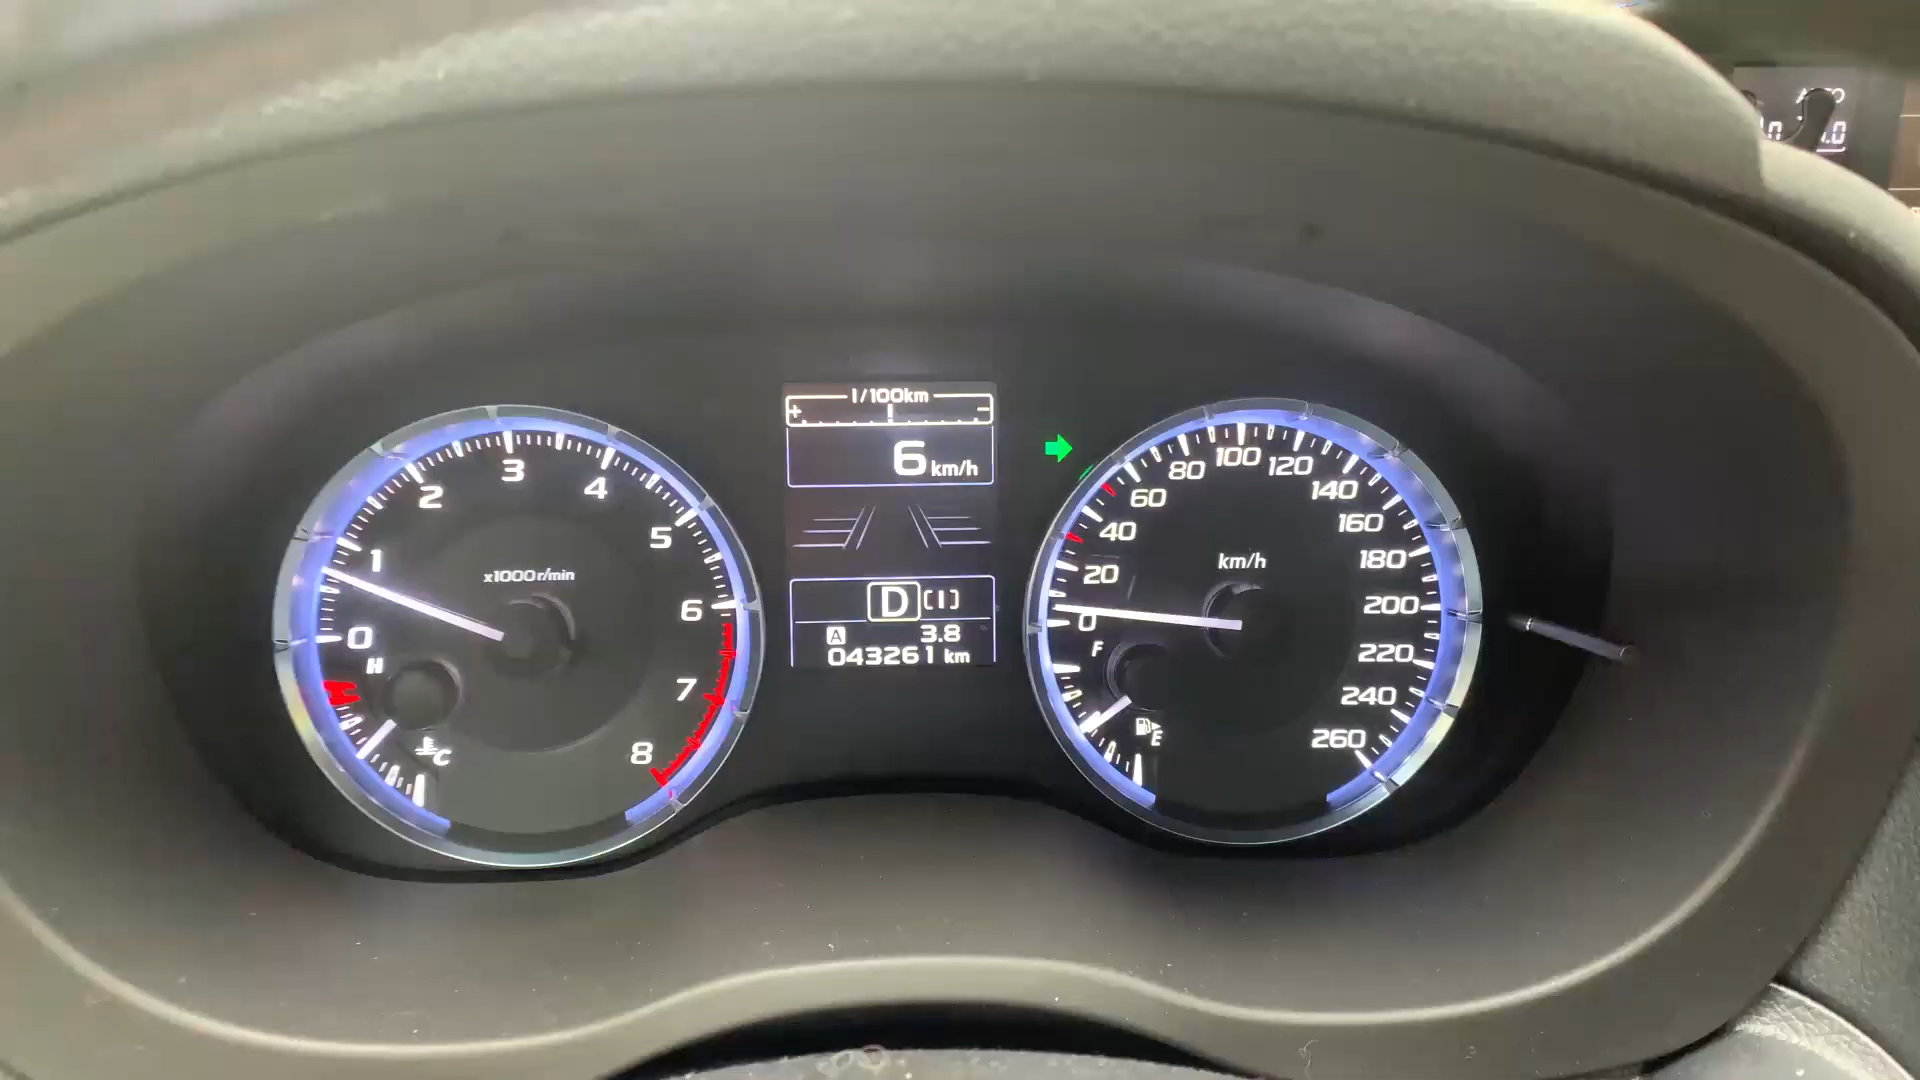 l/100km
+ −
6 km/h
D [1]
A 3.8
043261 km
0 1 2 3 4 5 6 7 8
x1000r/min
H
C
0 20 40 60 80 100 120 140 160 180 200 220 240 260
km/h
F
E